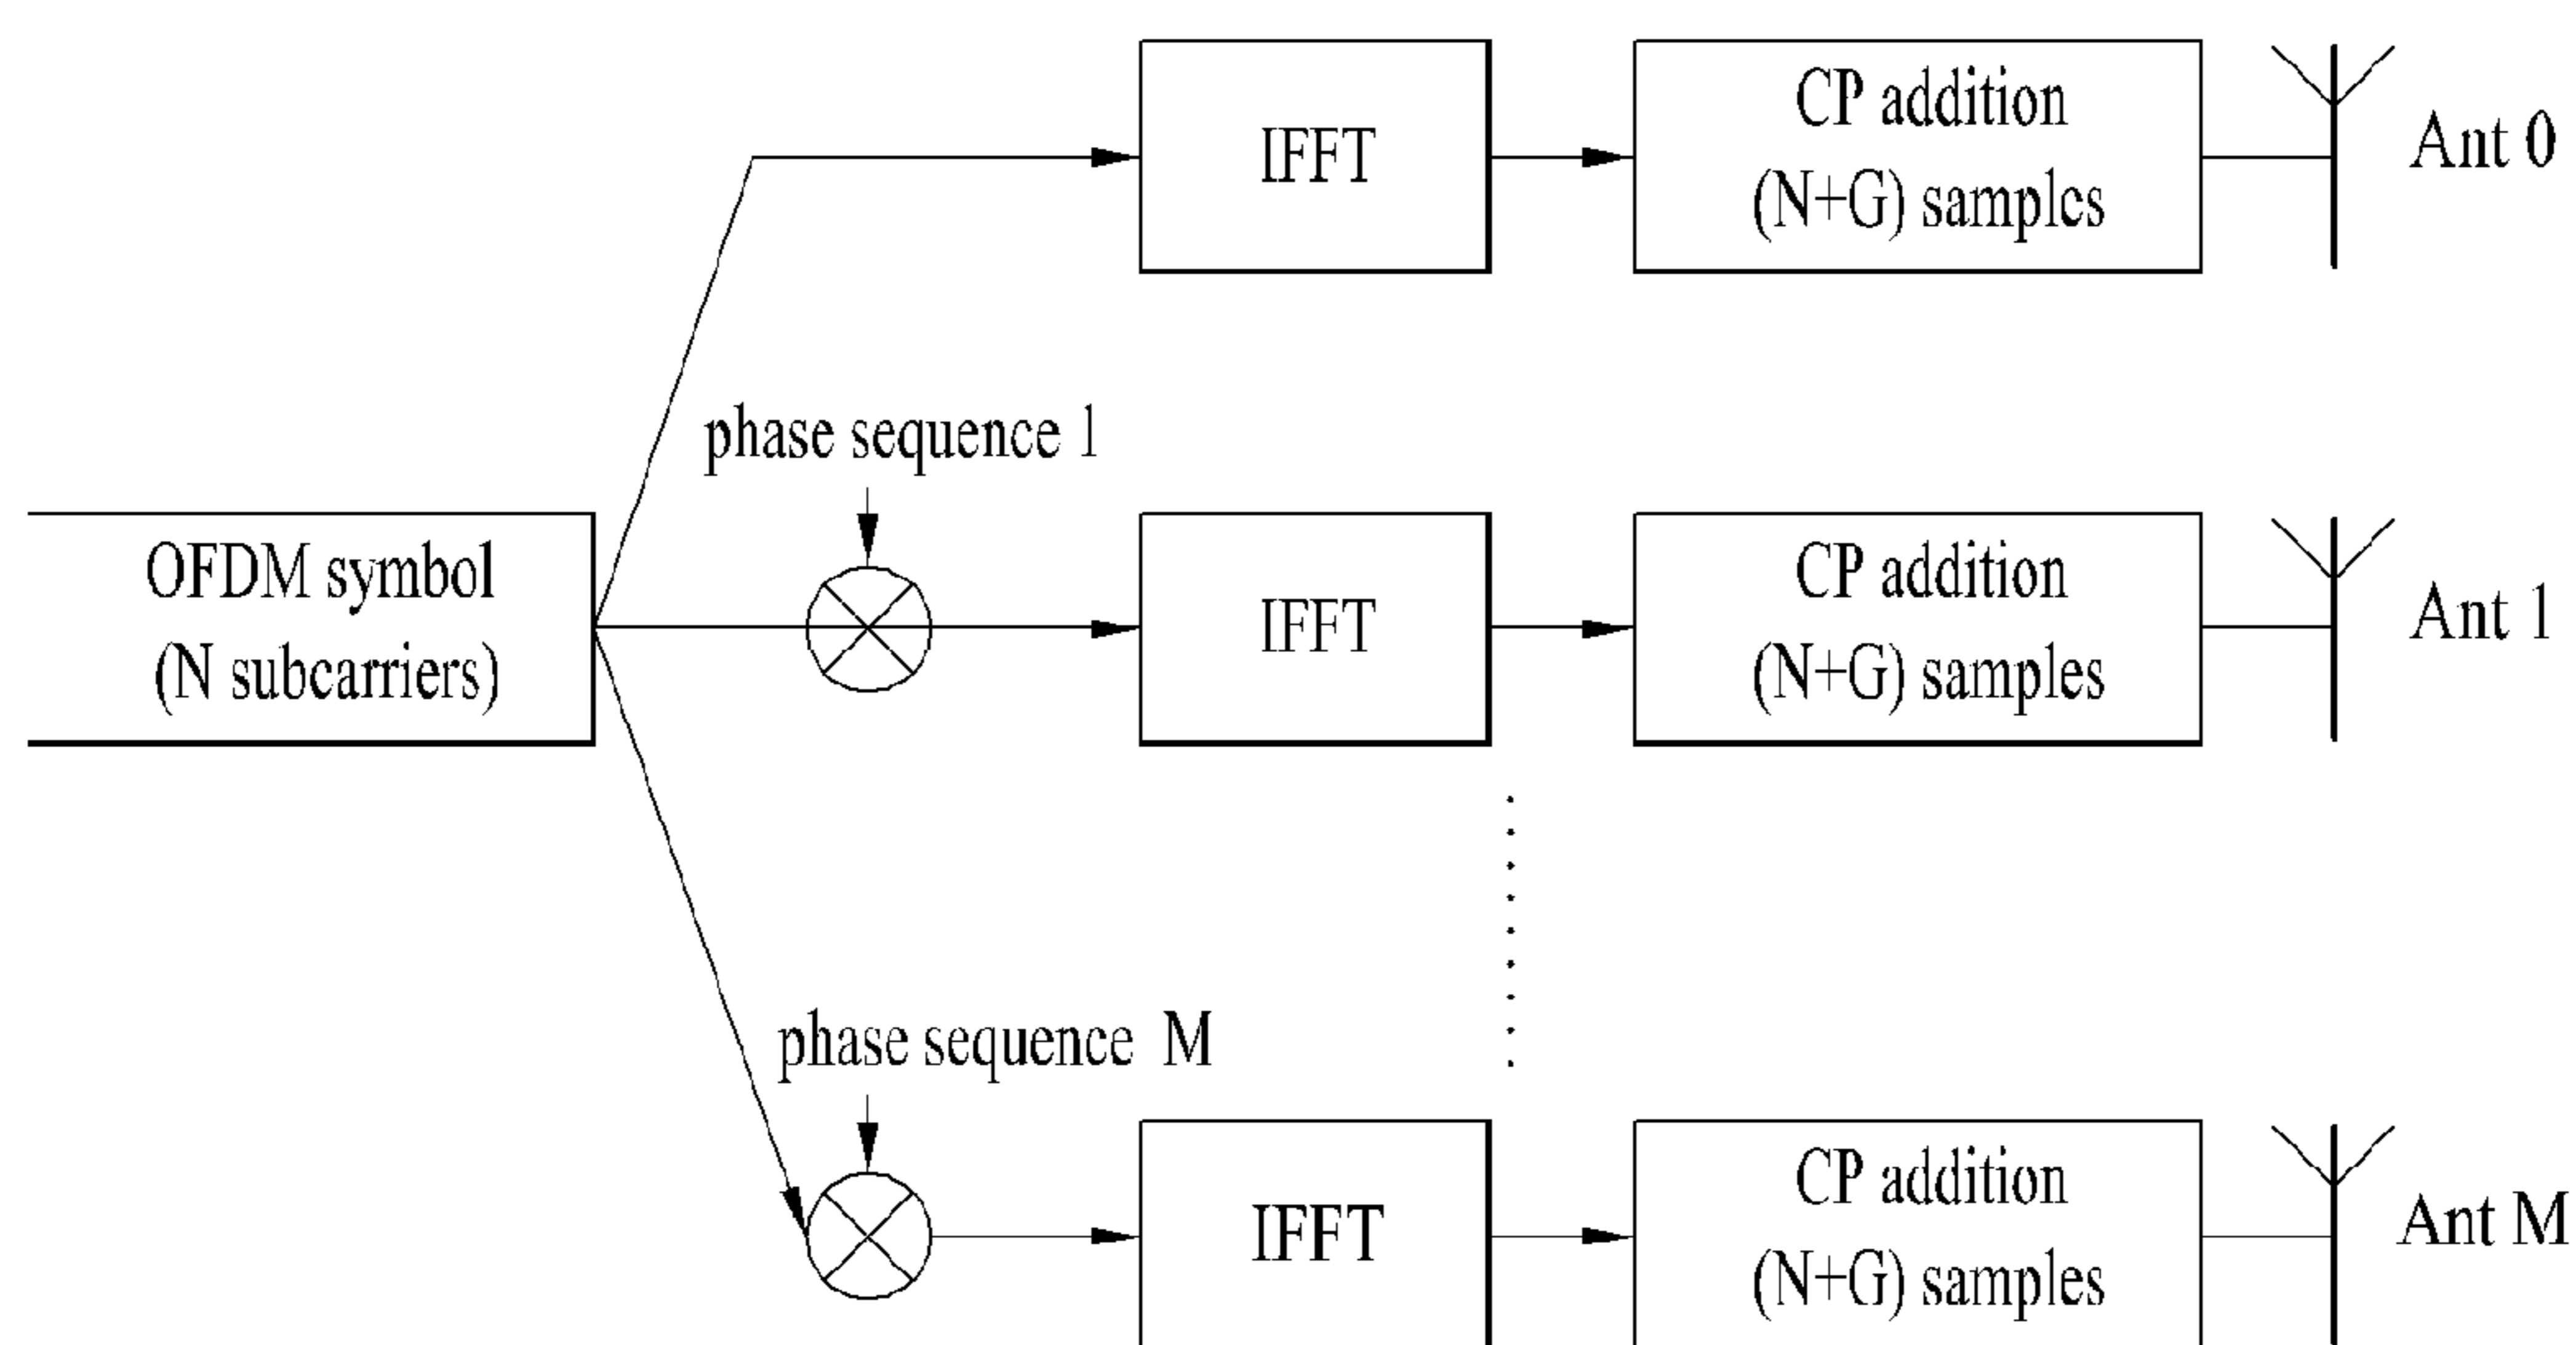 IFFT
CP addition
(N+G) samples
Ant 0
phase sequence 1
OFDM symbol
(N subcarriers)
IFFT
CP addition
(N+G) samples
Ant 1
phase sequence M
IFFT
CP addition
(N+G) samples
Ant M